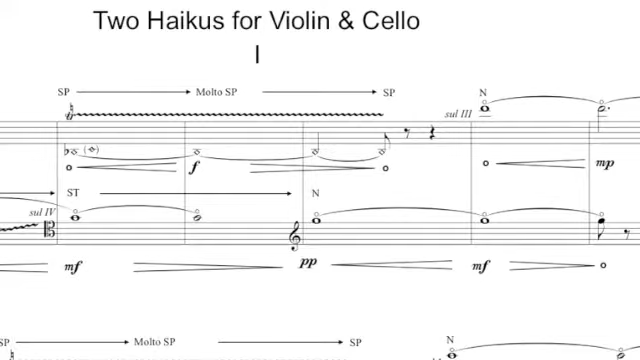 Two Haikus for Violin & Cello
I
SP Molto SP SP N
sul III
f mp
ST N
sul IV
mf pp mf
SP Molto SP SP N